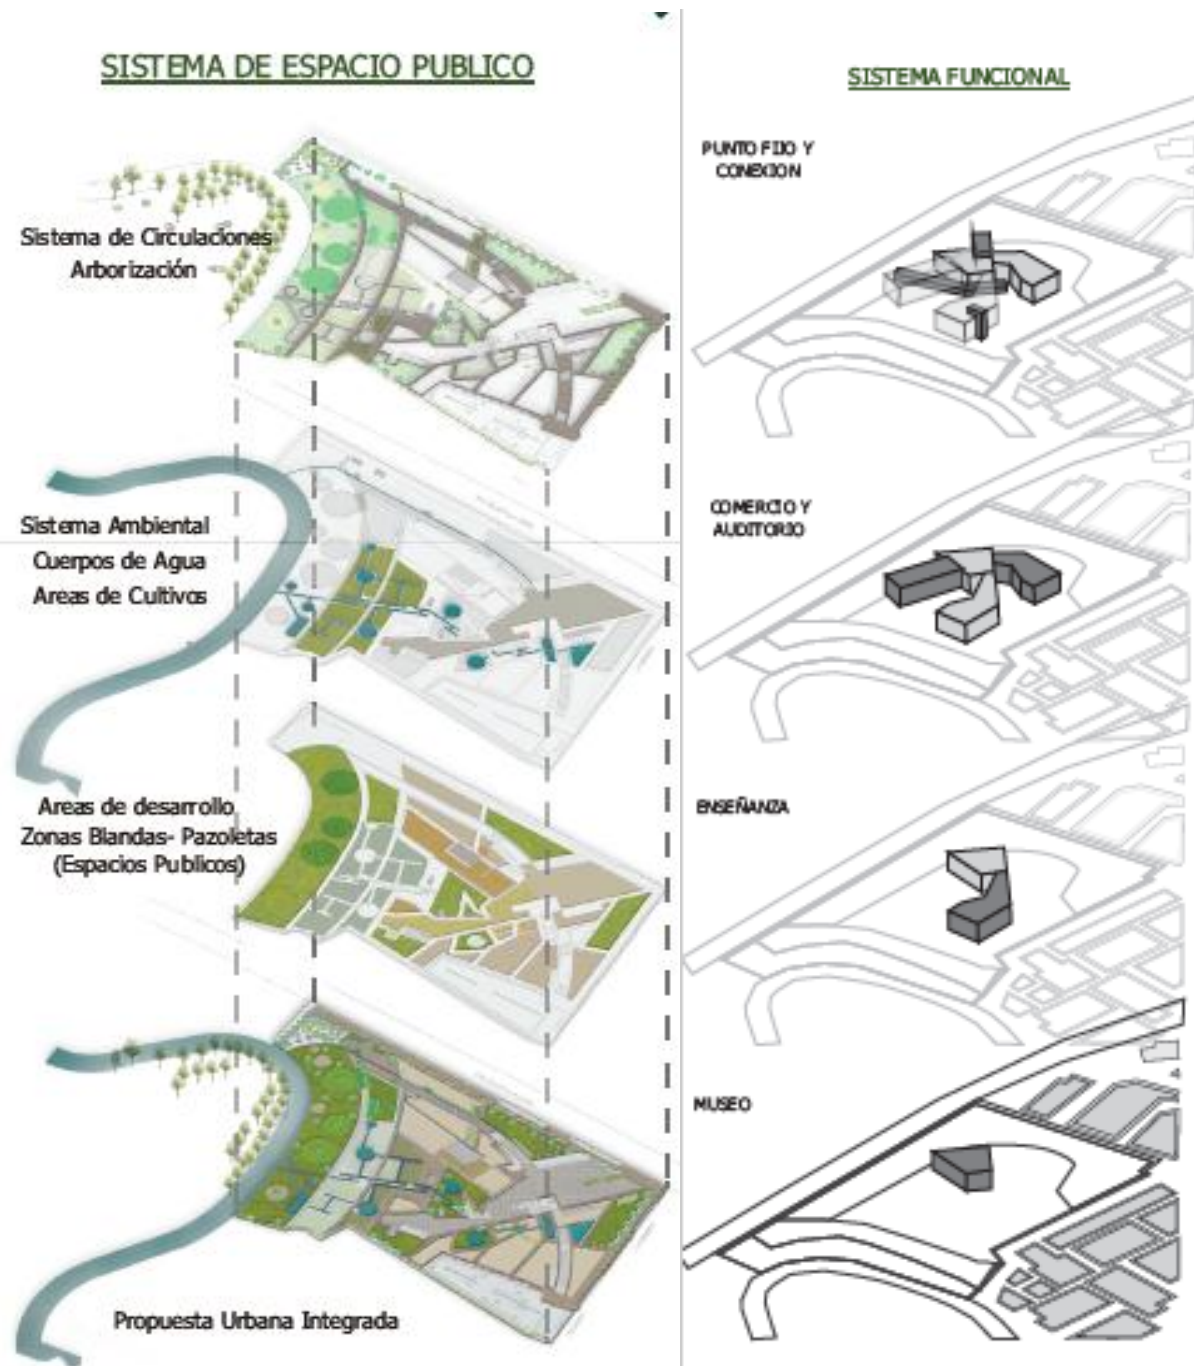 SISTEMA DE ESPACIO PUBLICO
Sistema de Circulaciones
Arborización
Sistema Ambiental
Cuerpos de Agua
Areas de Cultivos
Areas de desarrollo
Zonas Blandas- Pazoletas
(Espacios Publicos)
Propuesta Urbana Integrada
SISTEMA FUNCIONAL
PUNTO FIJO Y
CONEXION
COMERCIO Y
AUDITORIO
ENSEÑANZA
MUSEO